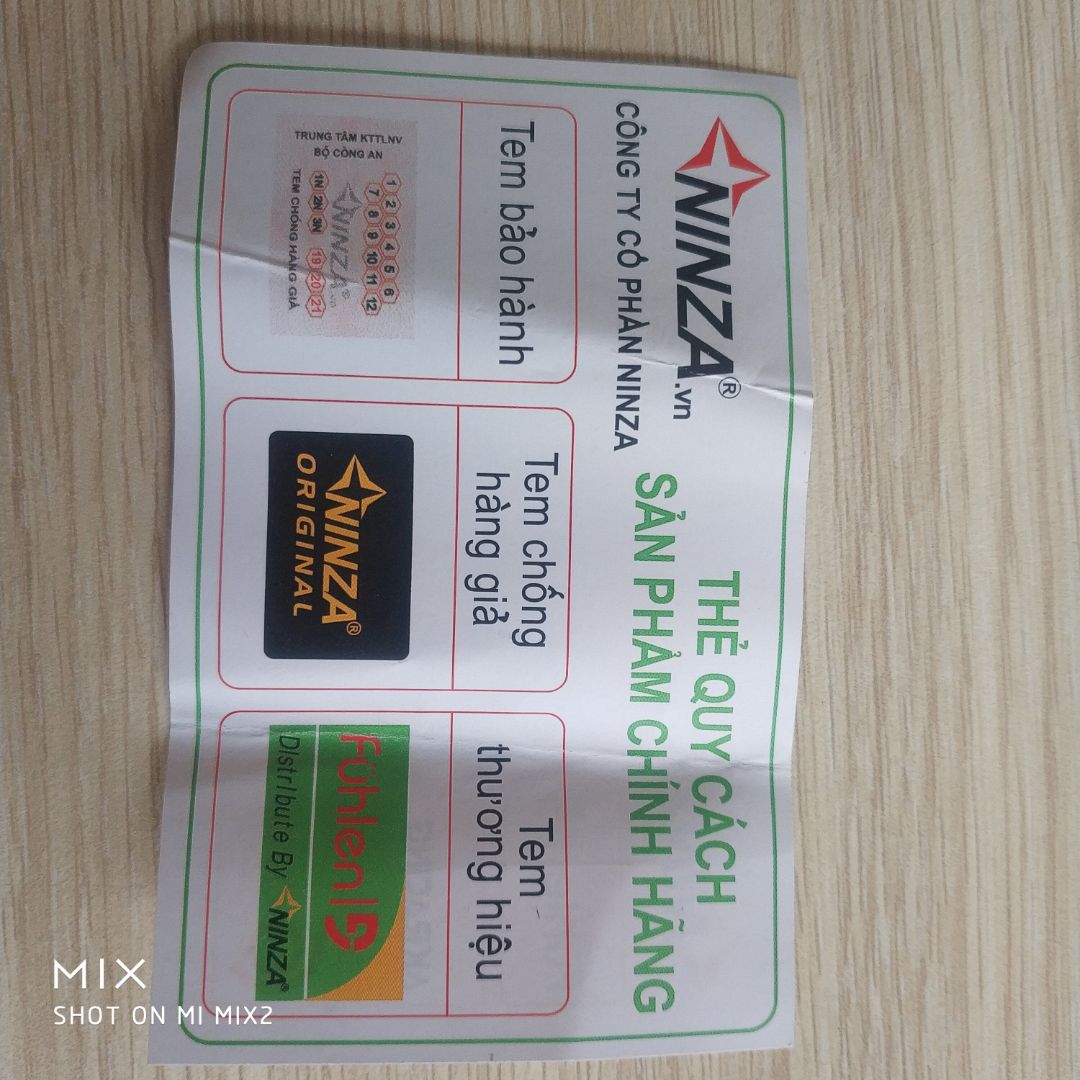 NINZA®.vn
CÔNG TY CỔ PHẦN NINZA
THẺ QUY CÁCH
SẢN PHẨM CHÍNH HÃNG
Tem bảo hành
TRUNG TÂM KTTLNV
BỘ CÔNG AN
1 2 3 4 5 6
7 8 9 10 11 12
NINZA®.vn
1N 2N 3N 19 20 21
TEM CHỐNG HÀNG GIẢ
Tem chống
hàng giả
NINZA®
ORIGINAL
Tem
thương hiệu
Fühlen
Distribute By NINZA®
MIX
SHOT ON MI MIX2